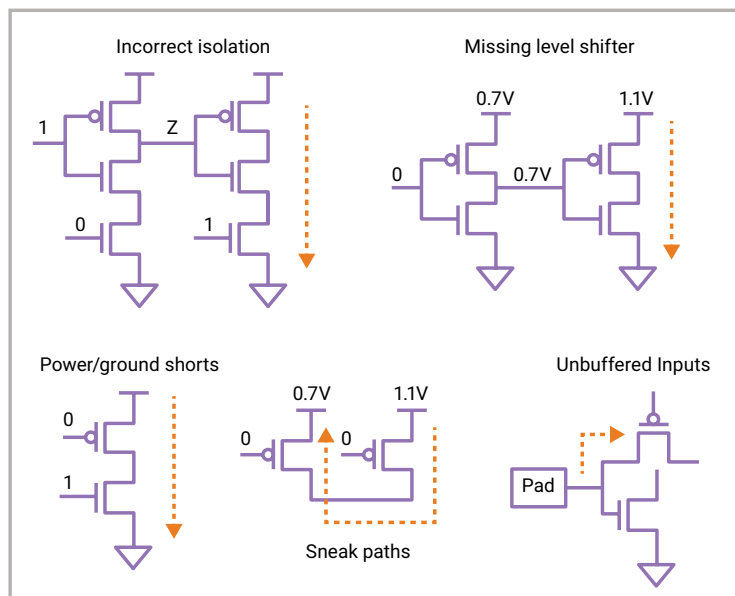 Incorrect isolation
Missing level shifter
1
Z
0
1
0.7V
1.1V
0
0.7V
Power/ground shorts
0
1
0.7V
1.1V
0
0
Sneak paths
Unbuffered Inputs
Pad